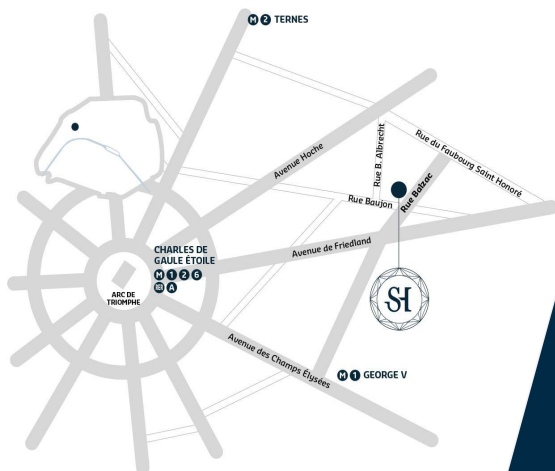 M 2 TERNES
Avenue Hoche
Rue B. Albrecht
Rue du Faubourg Saint Honoré
Rue Balzac
Rue Baujon
Avenue de Friedland
CHARLES DE
GAULE ÉTOILE
M 1 2 6
RER A
ARC DE
TRIOMPHE
SH
Avenue des Champs Élysées
M 1 GEORGE V